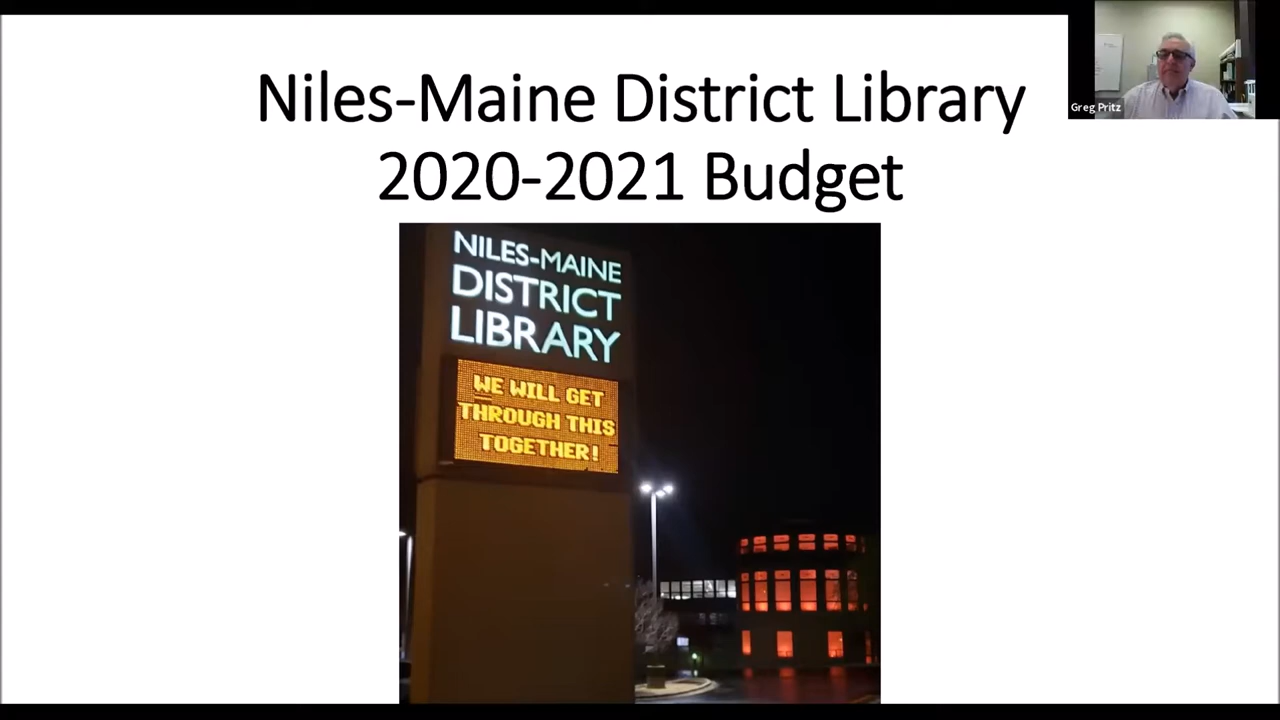 Niles-Maine District Library
2020-2021 Budget
Greg Pritz
NILES-MAINE
DISTRICT
LIBRARY
WE WILL GET
THROUGH THIS
TOGETHER!